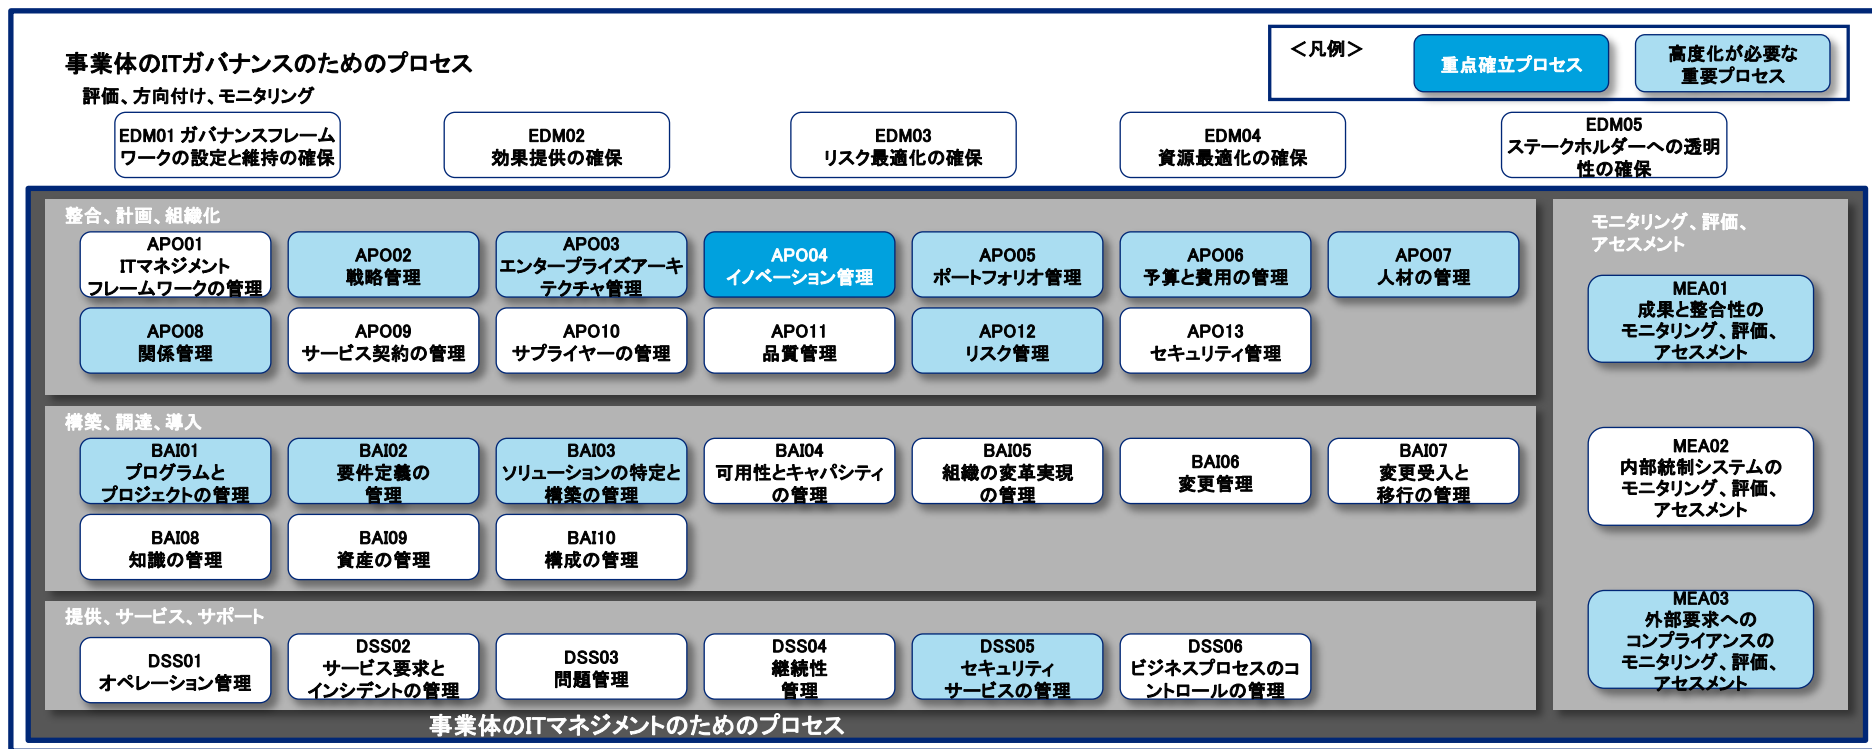 ＜凡例＞
重点確立プロセス
高度化が必要な
重要プロセス
事業体のITガバナンスのためのプロセス
評価、方向付け、モニタリング
EDM01 ガバナンスフレーム
ワークの設定と維持の確保
EDM02
効果提供の確保
EDM03
リスク最適化の確保
EDM04
資源最適化の確保
EDM05
ステークホルダーへの透明
性の確保
整合、計画、組織化
APO01
ITマネジメント
フレームワークの管理
APO02
戦略管理
APO03
エンタープライズアーキ
テクチャ管理
APO04
イノベーション管理
APO05
ポートフォリオ管理
APO06
予算と費用の管理
APO07
人材の管理
APO08
関係管理
APO09
サービス契約の管理
APO10
サプライヤーの管理
APO11
品質管理
APO12
リスク管理
APO13
セキュリティ管理
構築、調達、導入
BAI01
プログラムと
プロジェクトの管理
BAI02
要件定義の
管理
BAI03
ソリューションの特定と
構築の管理
BAI04
可用性とキャパシティ
の管理
BAI05
組織の変革実現
の管理
BAI06
変更管理
BAI07
変更受入と
移行の管理
BAI08
知識の管理
BAI09
資産の管理
BAI10
構成の管理
提供、サービス、サポート
DSS01
オペレーション管理
DSS02
サービス要求と
インシデントの管理
DSS03
問題管理
DSS04
継続性
管理
DSS05
セキュリティ
サービスの管理
DSS06
ビジネスプロセスのコ
ントロールの管理
モニタリング、評価、
アセスメント
MEA01
成果と整合性の
モニタリング、評価、
アセスメント
MEA02
内部統制システムの
モニタリング、評価、
アセスメント
MEA03
外部要求への
コンプライアンスの
モニタリング、評価、
アセスメント
事業体のITマネジメントのためのプロセス